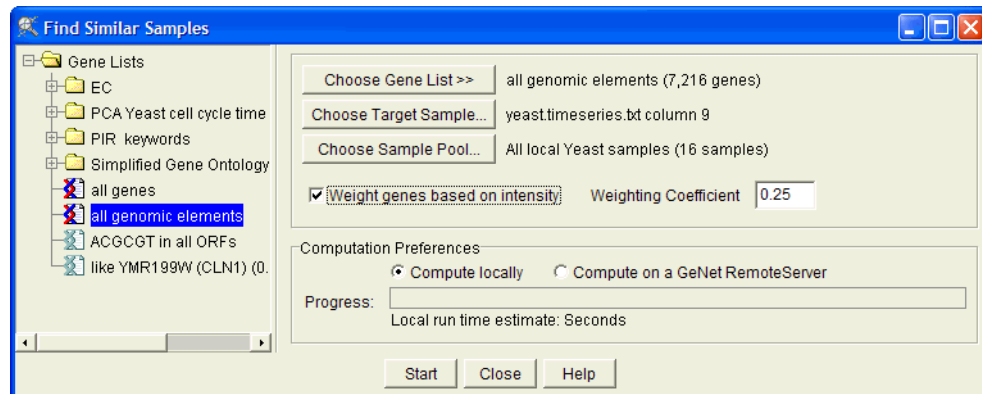 Find Similar Samples
Gene Lists
EC
PCA Yeast cell cycle time
PIR keywords
Simplified Gene Ontology
all genes
all genomic elements
ACGCGT in all ORFs
like YMR199W (CLN1) (0.
Choose Gene List >> all genomic elements (7,216 genes)
Choose Target Sample... yeast.timeseries.txt column 9
Choose Sample Pool... All local Yeast samples (16 samples)
Weight genes based on intensity Weighting Coefficient 0.25
Computation Preferences
Compute locally Compute on a GeNet RemoteServer
Progress:
Local run time estimate: Seconds
Start Close Help